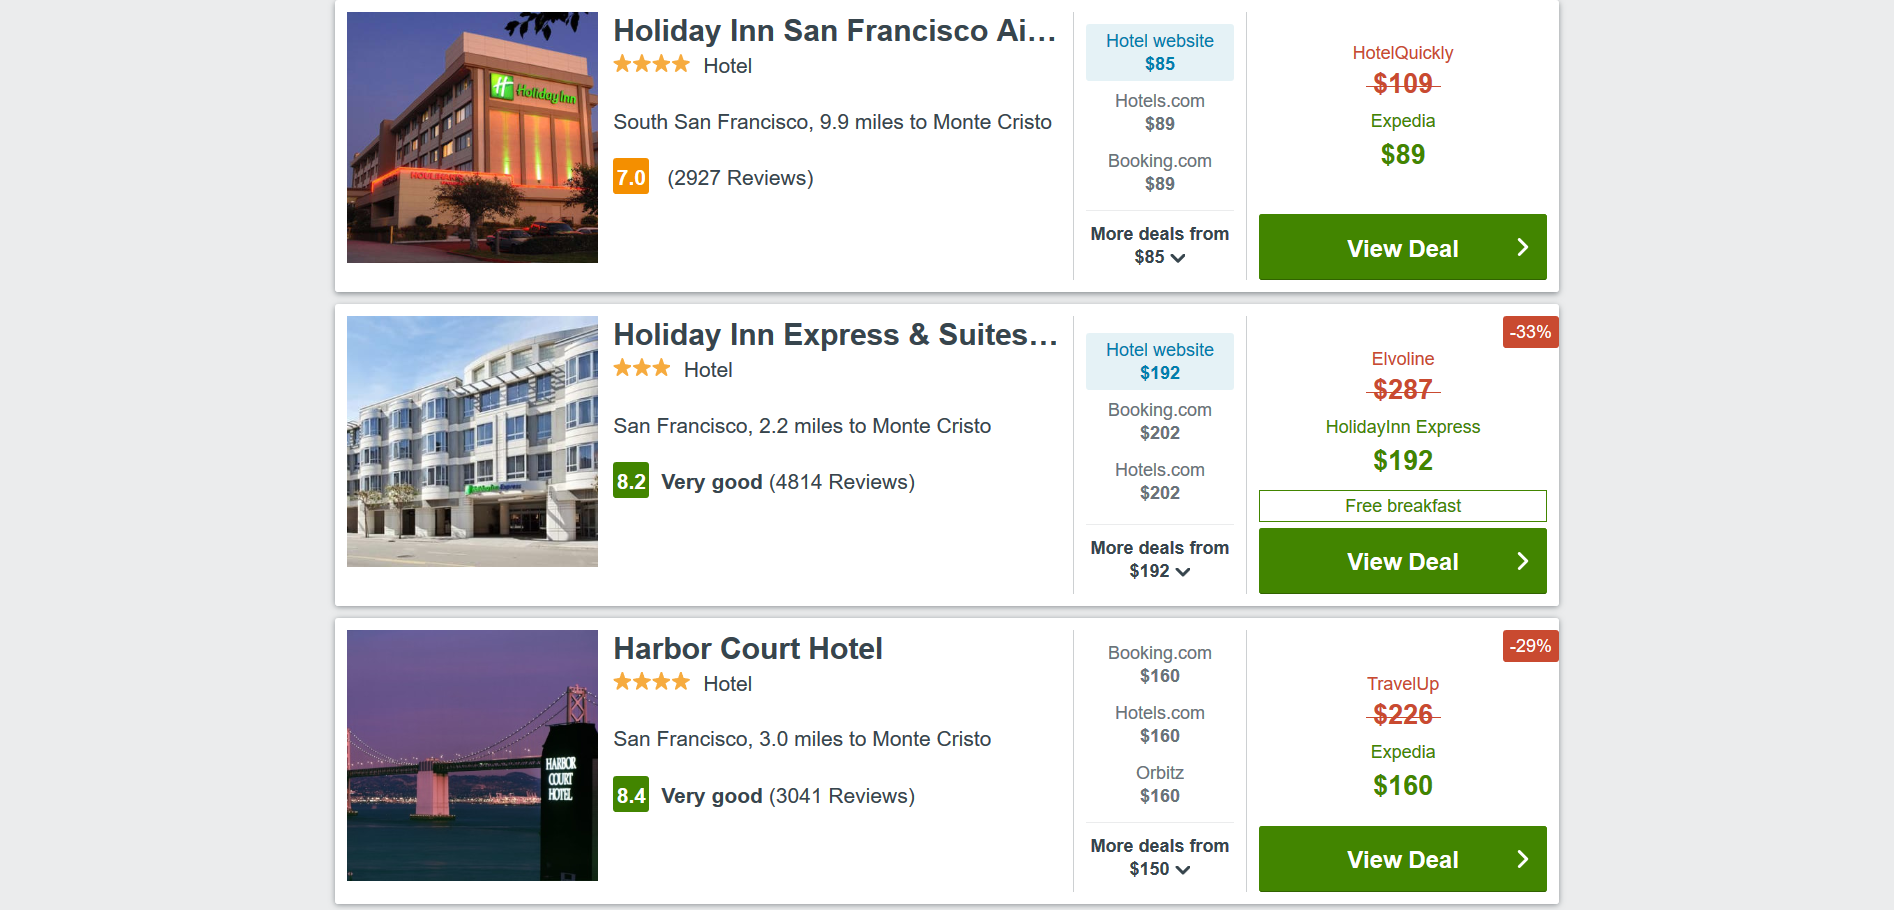 Holiday Inn San Francisco Ai...
Hotel
South San Francisco, 9.9 miles to Monte Cristo
7.0 (2927 Reviews)
Holiday Inn
Hotel website
$85
Hotels.com
$89
Booking.com
$89
More deals from
$85
HotelQuickly
$109
Expedia
$89
View Deal
Holiday Inn Express & Suites...
Hotel
San Francisco, 2.2 miles to Monte Cristo
8.2 Very good (4814 Reviews)
Hotel website
$192
Booking.com
$202
Hotels.com
$202
More deals from
$192
-33%
Elvoline
$287
HolidayInn Express
$192
Free breakfast
View Deal
Harbor Court Hotel
Hotel
San Francisco, 3.0 miles to Monte Cristo
8.4 Very good (3041 Reviews)
HARBOR
COURT
HOTEL
Booking.com
$160
Hotels.com
$160
Orbitz
$160
More deals from
$150
-29%
TravelUp
$226
Expedia
$160
View Deal